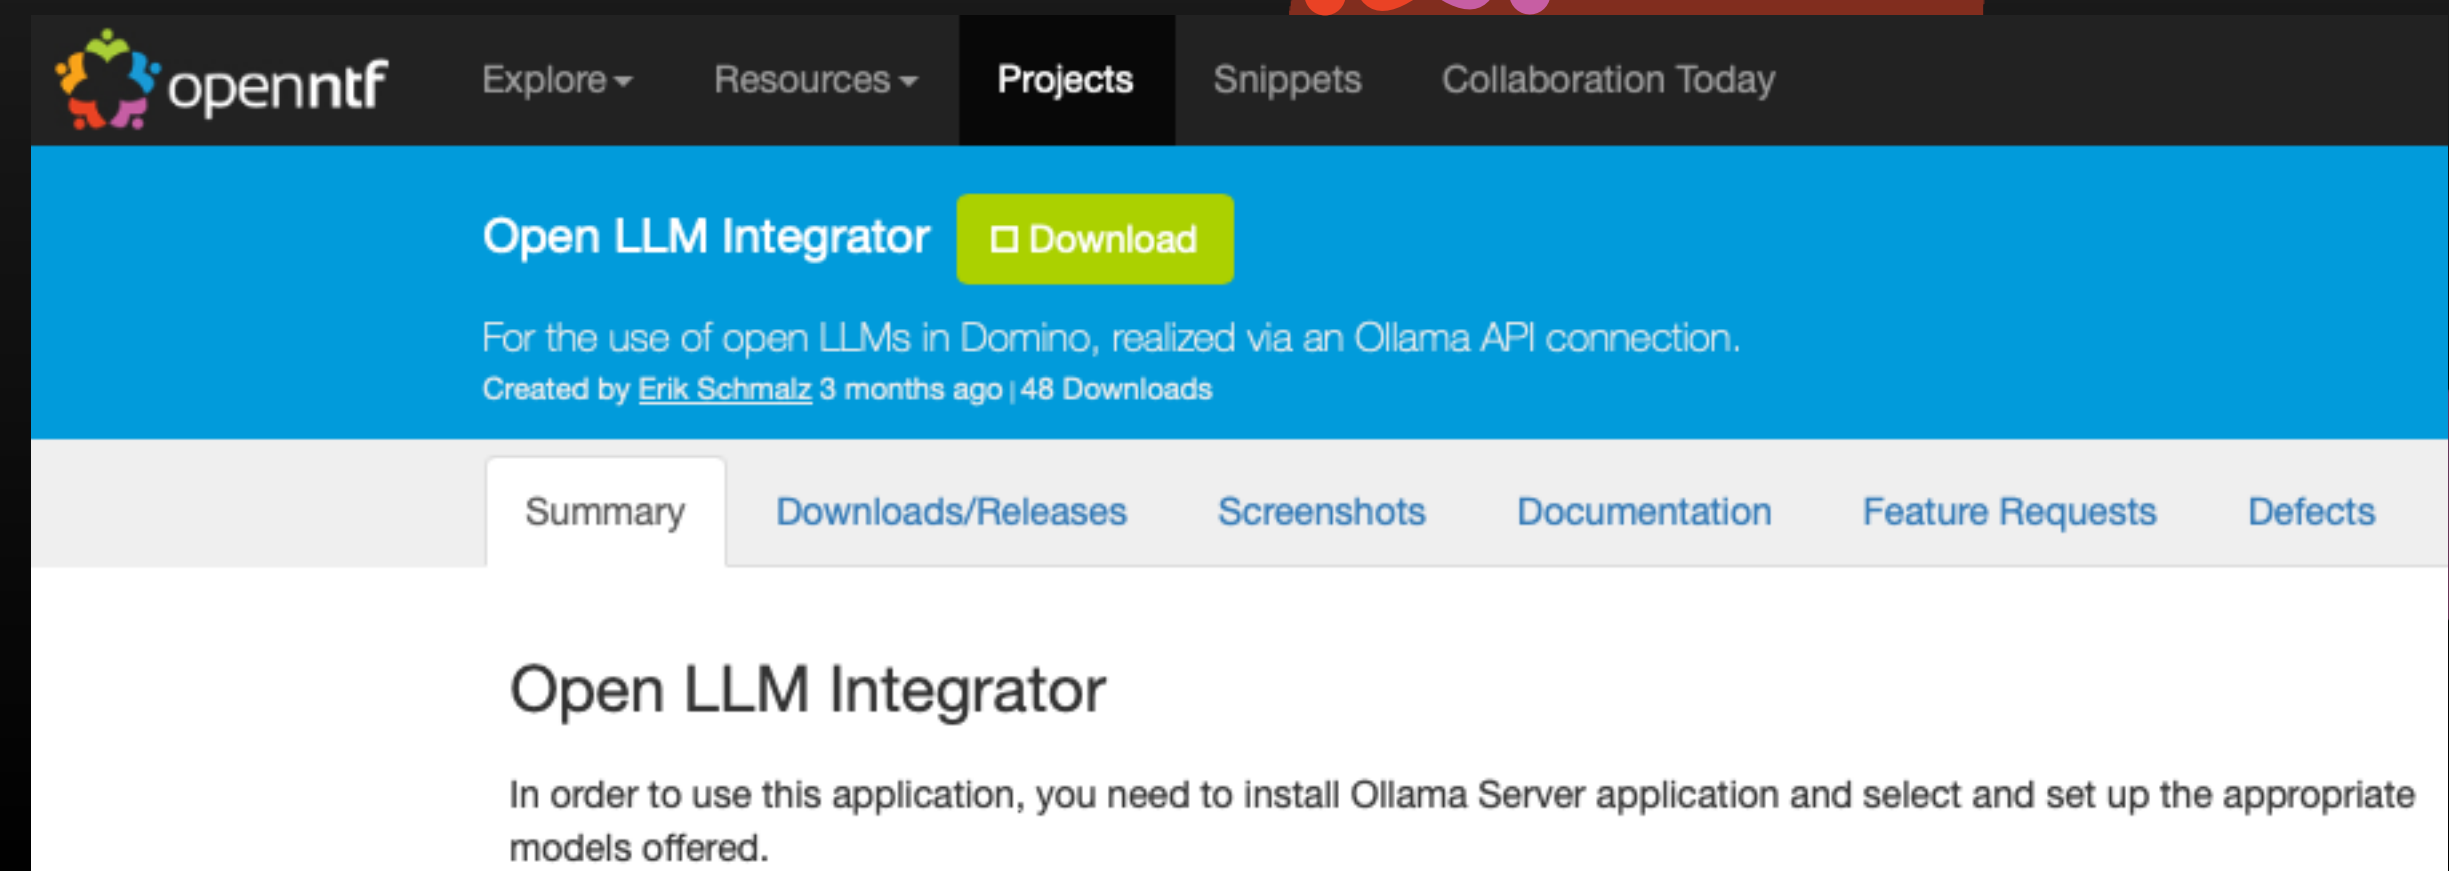 openntf Explore Resources Projects Snippets Collaboration Today
Open LLM Integrator Download
For the use of open LLMs in Domino, realized via an Ollama API connection.
Created by Erik Schmalz 3 months ago | 48 Downloads
Summary Downloads/Releases Screenshots Documentation Feature Requests Defects
Open LLM Integrator
In order to use this application, you need to install Ollama Server application and select and set up the appropriate
models offered.